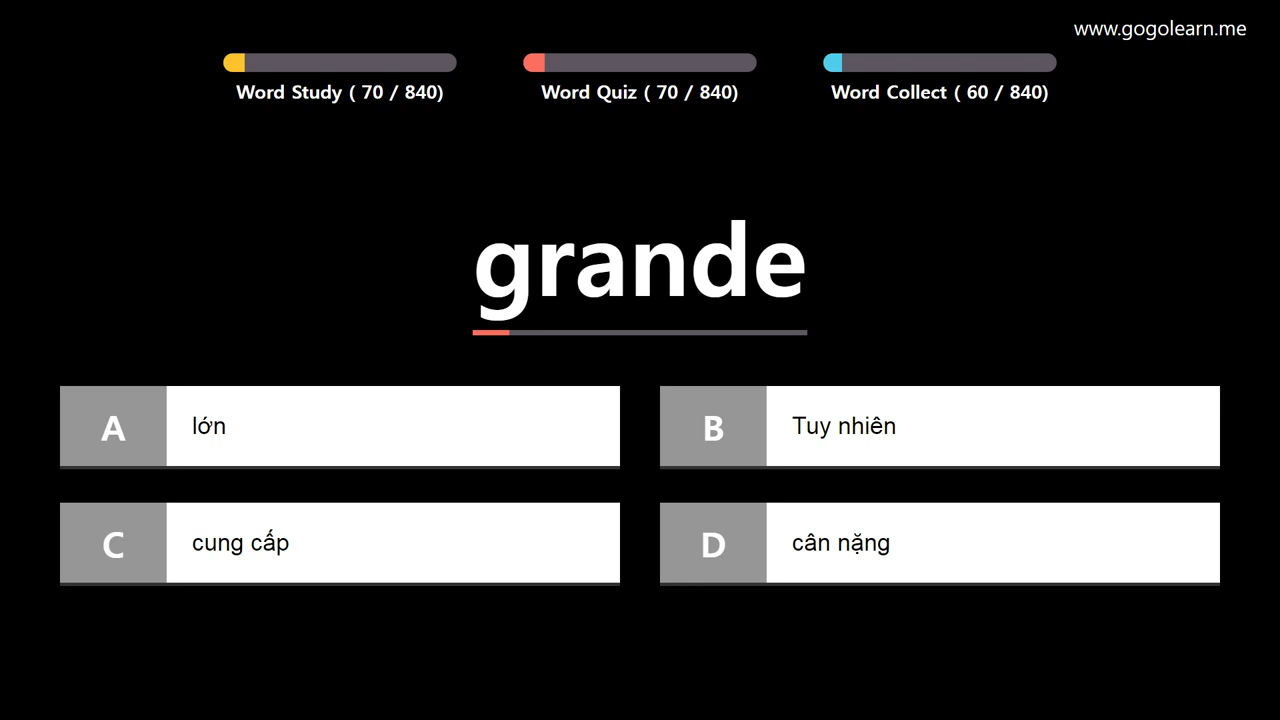 www.gogolearn.me
Word Study ( 70 / 840)
Word Quiz ( 70 / 840)
Word Collect ( 60 / 840)
grande
A
lớn
B
Tuy nhiên
C
cung cấp
D
cân nặng